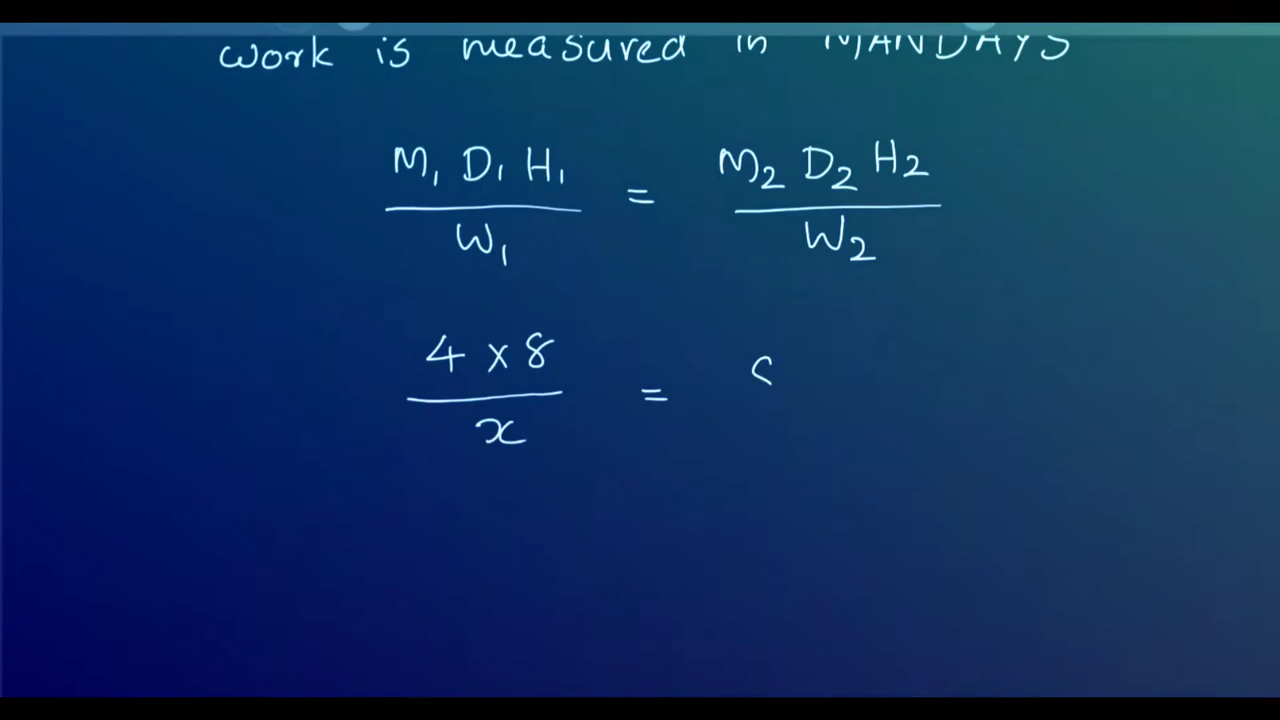 work is measured in MANDAYS
M1 D1 H1 / W1 = M2 D2 H2 / W2
4 x 8 / x =